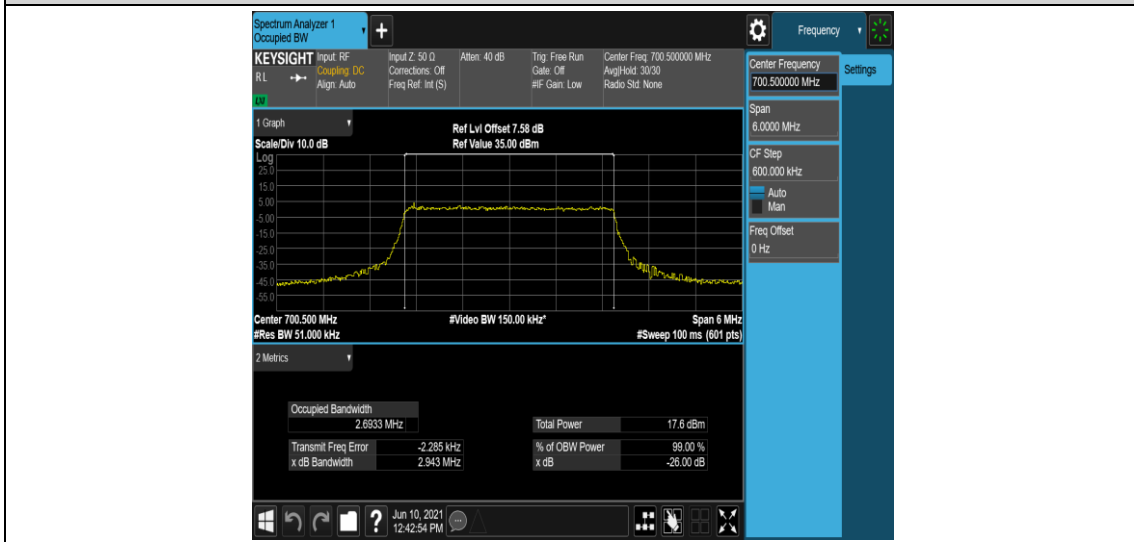 Spectrum Analyzer 1
Occupied BW
+
Frequency
KEYSIGHT
RL
LXI
Input: RF
Coupling: DC
Align: Auto
Input Z: 50 Ω
Corrections: Off
Freq Ref: Int (S)
Atten: 40 dB
Trig: Free Run
Gate: Off
#IF Gain: Low
Center Freq: 700.500000 MHz
Avg|Hold: 30/30
Radio Std: None
Center Frequency
700.500000 MHz
Settings
Span
6.0000 MHz
CF Step
600.000 kHz
Auto
Man
Freq Offset
0 Hz
1 Graph
Scale/Div 10.0 dB
Ref Lvl Offset 7.58 dB
Ref Value 35.00 dBm
Log
25.0
15.0
5.00
-5.00
-15.0
-25.0
-35.0
-45.0
-55.0
Center 700.500 MHz
#Video BW 150.00 kHz*
Span 6 MHz
#Res BW 51.000 kHz
#Sweep 100 ms (601 pts)
2 Metrics
Occupied Bandwidth
2.6933 MHz
Total Power 17.6 dBm
Transmit Freq Error -2.285 kHz
% of OBW Power 99.00 %
x dB Bandwidth 2.943 MHz
x dB -26.00 dB
?
Jun 10, 2021
12:42:54 PM